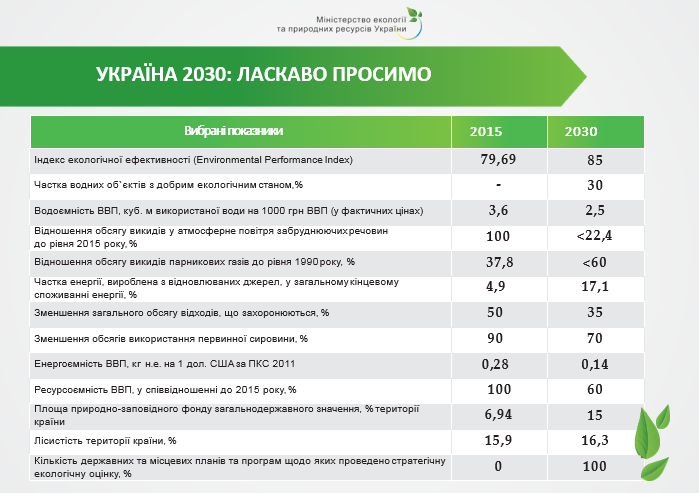 Міністерство екології
та природних ресурсів України
УКРАЇНА 2030: ЛАСКАВО ПРОСИМО
Вибрані показники 2015 2030
Індекс екологічної ефективності (Environmental Performance Index) 79,69 85
Частка водних об`єктів з добрим екологічним станом,% - 30
Водоємність ВВП, куб. м використаної води на 1000 грн ВВП (у фактичних цінах) 3,6 2,5
Відношення обсягу викидів у атмосферне повітря забруднюючих речовин
до рівня 2015 року, % 100 <22,4
Відношення обсягу викидів парникових газів до рівня 1990 року, % 37,8 <60
Частка енергії, вироблена з відновлюваних джерел, у загальному кінцевому
споживанні енергії, % 4,9 17,1
Зменшення загального обсягу відходів, що захоронюються, % 50 35
Зменшення обсягів використання первинної сировини, % 90 70
Енергоємність ВВП, кг н.е. на 1 дол. США за ПКС 2011 0,28 0,14
Ресурсоємність ВВП, у співвідношенні до 2015 року, % 100 60
Площа природно-заповідного фонду загальнодержавного значення, % території
країни 6,94 15
Лісистість території країни, % 15,9 16,3
Кількість державних та місцевих планів та програм щодо яких проведено стратегічну
екологічну оцінку, % 0 100